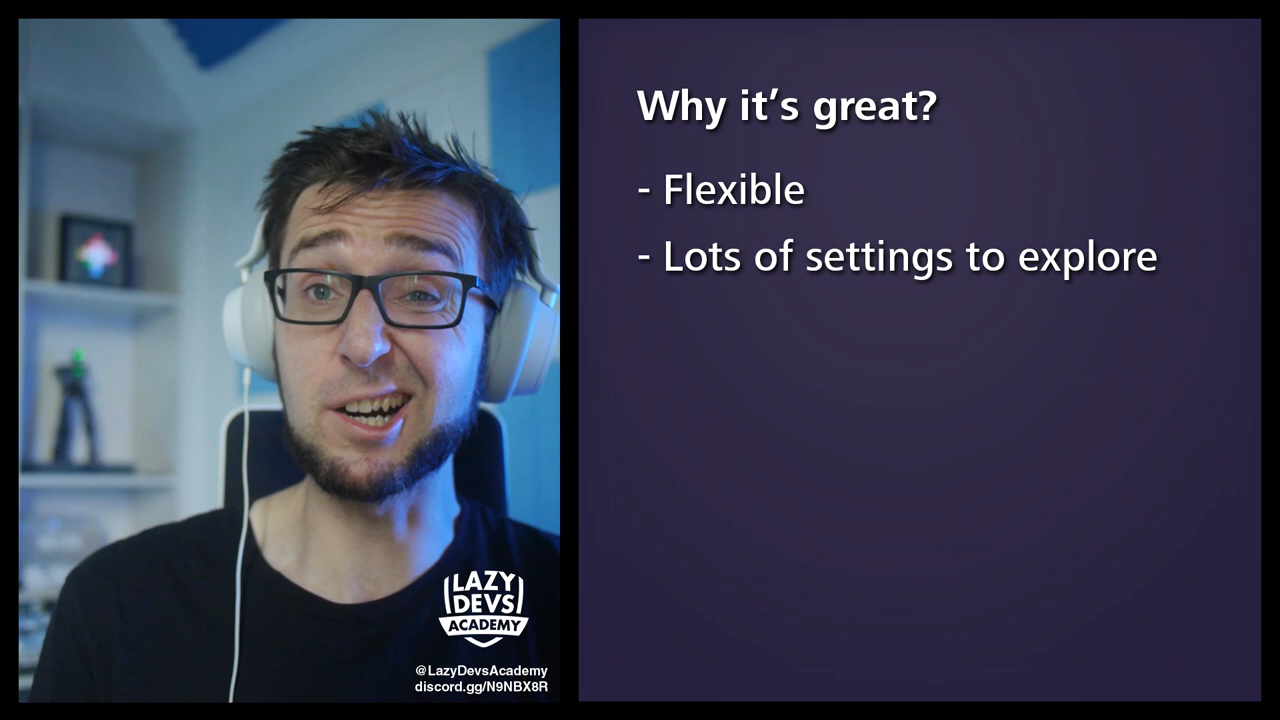 Why it’s great?
- Flexible
- Lots of settings to explore
LAZY
DEVS
ACADEMY
@LazyDevsAcademy
discord.gg/N9NBX8R